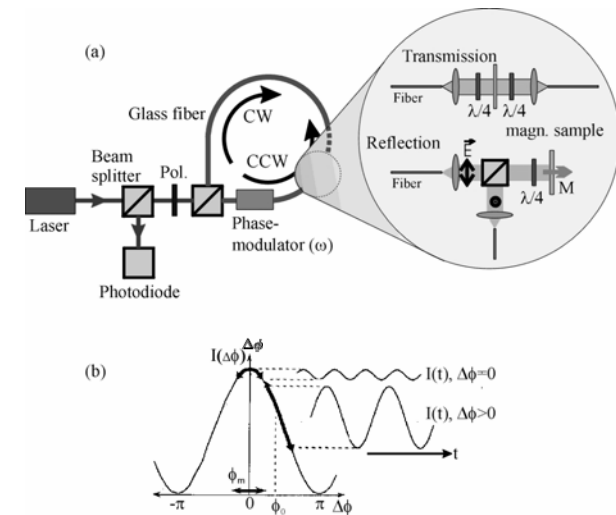 (a)
Glass fiber
CW
CCW
Beam
splitter
Pol.
Laser
Phase-
modulator (ω)
Photodiode
Transmission
Fiber
λ/4
λ/4
magn. sample
Reflection
E
Fiber
λ/4
M
(b)
I(Δϕ)
I(t), Δϕ=0
I(t), Δϕ>0
t
ϕm
-π
0
ϕ0
π
Δϕ